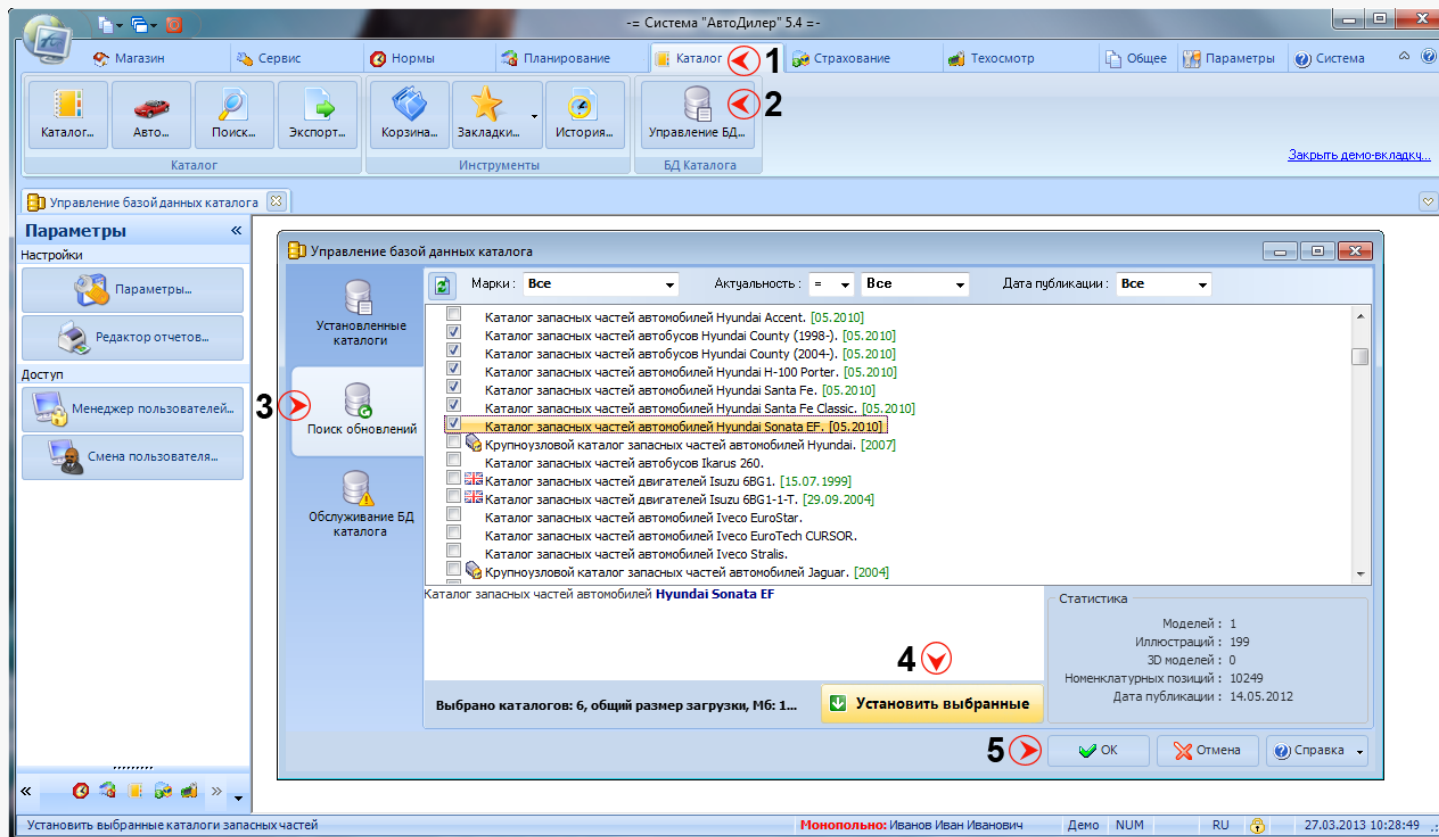 -= Система "АвтоДилер" 5.4 =-
Магазин Сервис Нормы Планирование Каталог 1 Страхование Техосмотр Общее Параметры Система
Каталог... Авто... Поиск... Экспорт... Корзина... Закладки... История... Управление БД... 2
Каталог Инструменты БД Каталога
Закрыть демо-вкладку...
Управление базой данных каталога
Параметры «
Настройки
Параметры...
Редактор отчетов...
Доступ
Менеджер пользователей...
Смена пользователя...
Управление базой данных каталога
Установленные
каталоги
3
Поиск обновлений
Обслуживание БД
каталога
Марки: Все Актуальность: = Все Дата публикации: Все
Каталог запасных частей автомобилей Hyundai Accent. [05.2010]
Каталог запасных частей автобусов Hyundai County (1998-). [05.2010]
Каталог запасных частей автобусов Hyundai County (2004-). [05.2010]
Каталог запасных частей автомобилей Hyundai H-100 Porter. [05.2010]
Каталог запасных частей автомобилей Hyundai Santa Fe. [05.2010]
Каталог запасных частей автомобилей Hyundai Santa Fe Classic. [05.2010]
Каталог запасных частей автомобилей Hyundai Sonata EF. [05.2010]
Крупноузловой каталог запасных частей автомобилей Hyundai. [2007]
Каталог запасных частей автобусов Ikarus 260.
Каталог запасных частей двигателей Isuzu 6BG1. [15.07.1999]
Каталог запасных частей двигателей Isuzu 6BG1-1-T. [29.09.2004]
Каталог запасных частей автомобилей Iveco EuroStar.
Каталог запасных частей автомобилей Iveco EuroTech CURSOR.
Каталог запасных частей автомобилей Iveco Stralis.
Крупноузловой каталог запасных частей автомобилей Jaguar. [2004]
Каталог запасных частей автомобилей Hyundai Sonata EF
4
Выбрано каталогов: 6, общий размер загрузки, Мб: 1...
Установить выбранные
Статистика
Моделей : 1
Иллюстраций : 199
3D моделей : 0
Номенклатурных позиций : 10249
Дата публикации : 14.05.2012
5 ОК Отмена Справка
« »
Установить выбранные каталоги запасных частей Монопольно: Иванов Иван Иванович Демо NUM RU 27.03.2013 10:28:49